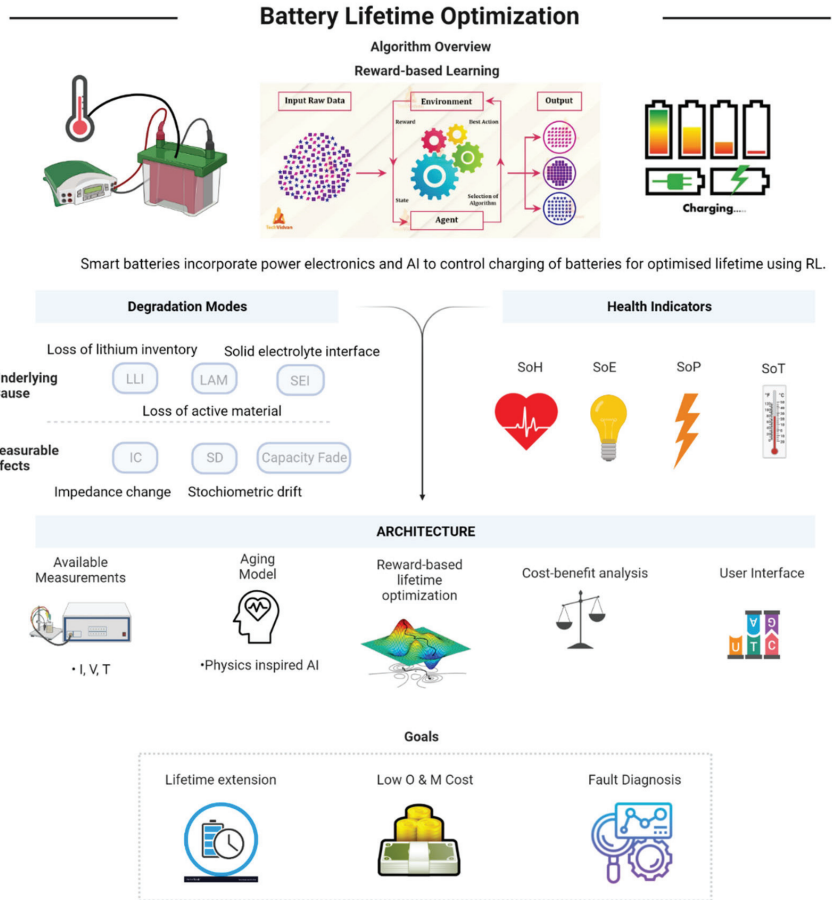 Battery Lifetime Optimization
Algorithm Overview
Reward-based Learning
Input Raw Data
Environment
Output
Reward
Best Action
State
Selection of
Algorithm
Agent
Charging.....
Smart batteries incorporate power electronics and AI to control charging of batteries for optimised lifetime using RL.
Degradation Modes
Health Indicators
Loss of lithium inventory
Solid electrolyte interface
nderlying
ause
LLI
LAM
SEI
Loss of active material
easurable
ffects
IC
SD
Capacity Fade
Impedance change
Stochiometric drift
SoH
SoE
SoP
SoT
°F
°C
ARCHITECTURE
Available
Measurements
• I, V, T
Aging
Model
•Physics inspired AI
Reward-based
lifetime
optimization
Cost-benefit analysis
User Interface
A
G
U
T
C
Goals
Lifetime extension
Low O & M Cost
Fault Diagnosis